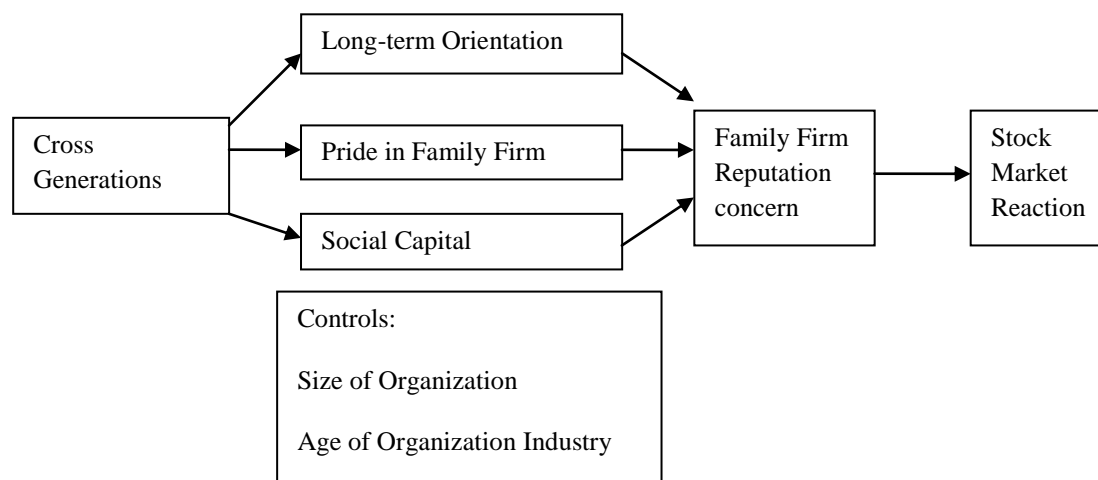 Long-term Orientation
Cross
Generations
Pride in Family Firm
Social Capital
Family Firm
Reputation
concern
Stock
Market
Reaction
Controls:
Size of Organization
Age of Organization Industry